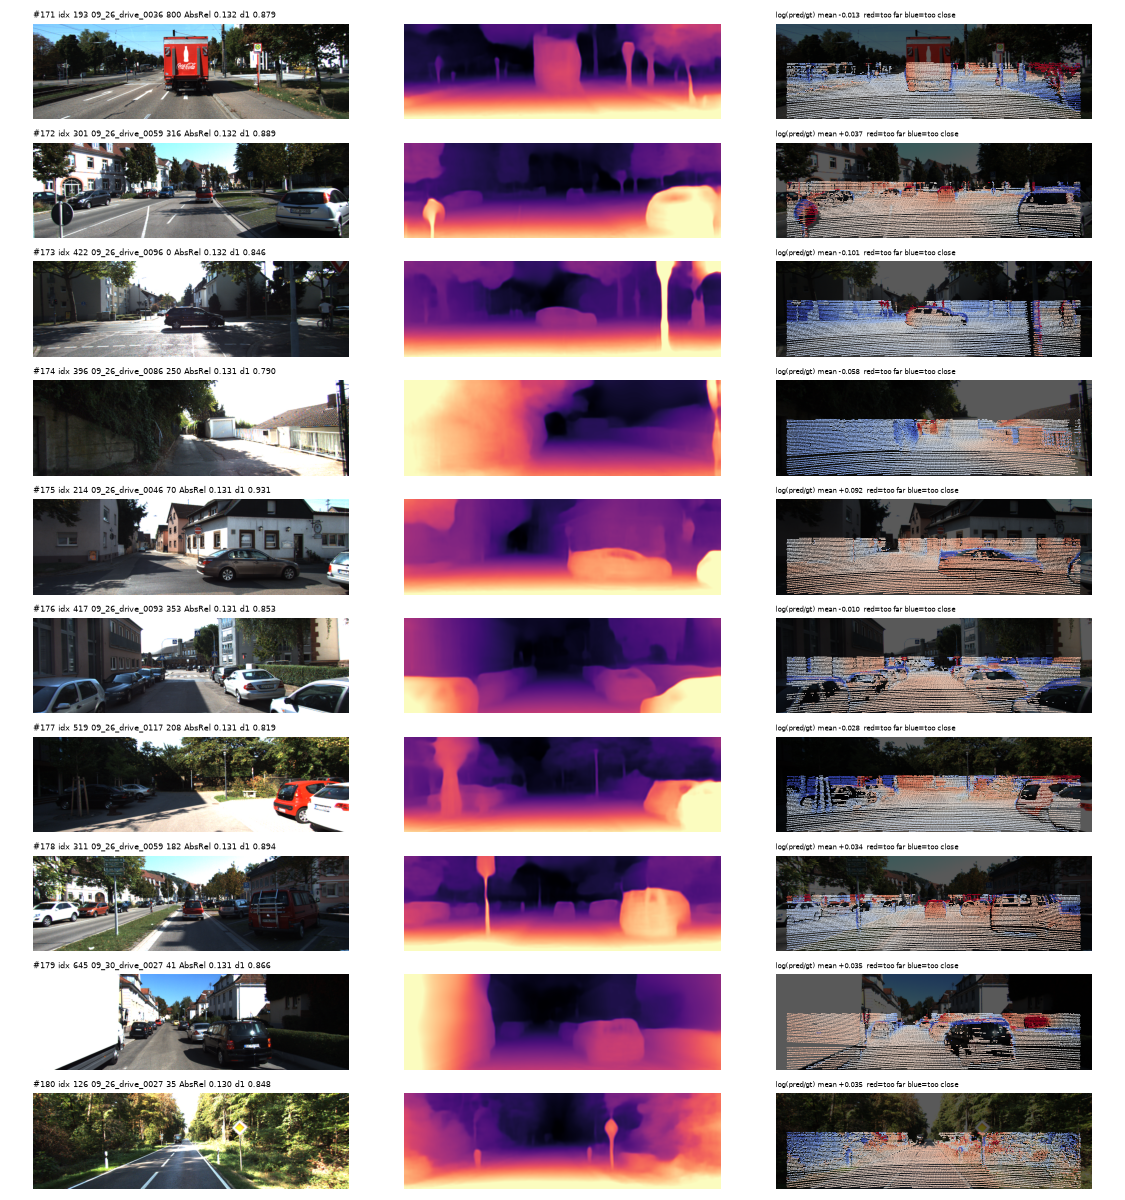 #171 idx 193 09_26_drive_0036 800 AbsRel 0.132 d1 0.879
log(pred/gt) mean -0.013 red=too far blue=too close
Coca-Cola
#172 idx 301 09_26_drive_0059 316 AbsRel 0.132 d1 0.889
log(pred/gt) mean +0.037 red=too far blue=too close
#173 idx 422 09_26_drive_0096 0 AbsRel 0.132 d1 0.846
log(pred/gt) mean -0.101 red=too far blue=too close
#174 idx 396 09_26_drive_0086 250 AbsRel 0.131 d1 0.790
log(pred/gt) mean -0.058 red=too far blue=too close
#175 idx 214 09_26_drive_0046 70 AbsRel 0.131 d1 0.931
log(pred/gt) mean +0.092 red=too far blue=too close
#176 idx 417 09_26_drive_0093 353 AbsRel 0.131 d1 0.853
log(pred/gt) mean -0.010 red=too far blue=too close
#177 idx 519 09_26_drive_0117 208 AbsRel 0.131 d1 0.819
log(pred/gt) mean -0.028 red=too far blue=too close
#178 idx 311 09_26_drive_0059 182 AbsRel 0.131 d1 0.894
log(pred/gt) mean +0.034 red=too far blue=too close
#179 idx 645 09_30_drive_0027 41 AbsRel 0.131 d1 0.866
log(pred/gt) mean +0.035 red=too far blue=too close
#180 idx 126 09_26_drive_0027 35 AbsRel 0.130 d1 0.848
log(pred/gt) mean +0.035 red=too far blue=too close